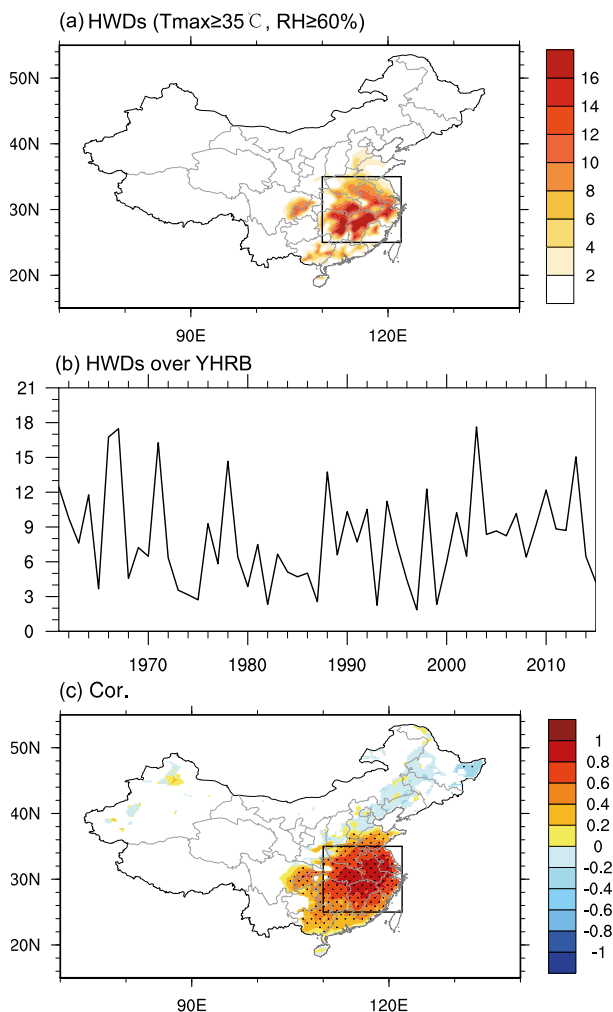 (a) HWDs (Tmax≥35℃, RH≥60%)
50N
40N
30N
20N
90E 120E
16
14
12
10
8
6
4
2
(b) HWDs over YHRB
21
18
15
12
9
6
3
0
1970 1980 1990 2000 2010
(c) Cor.
50N
40N
30N
20N
90E 120E
1
0.8
0.6
0.4
0.2
0
-0.2
-0.4
-0.6
-0.8
-1